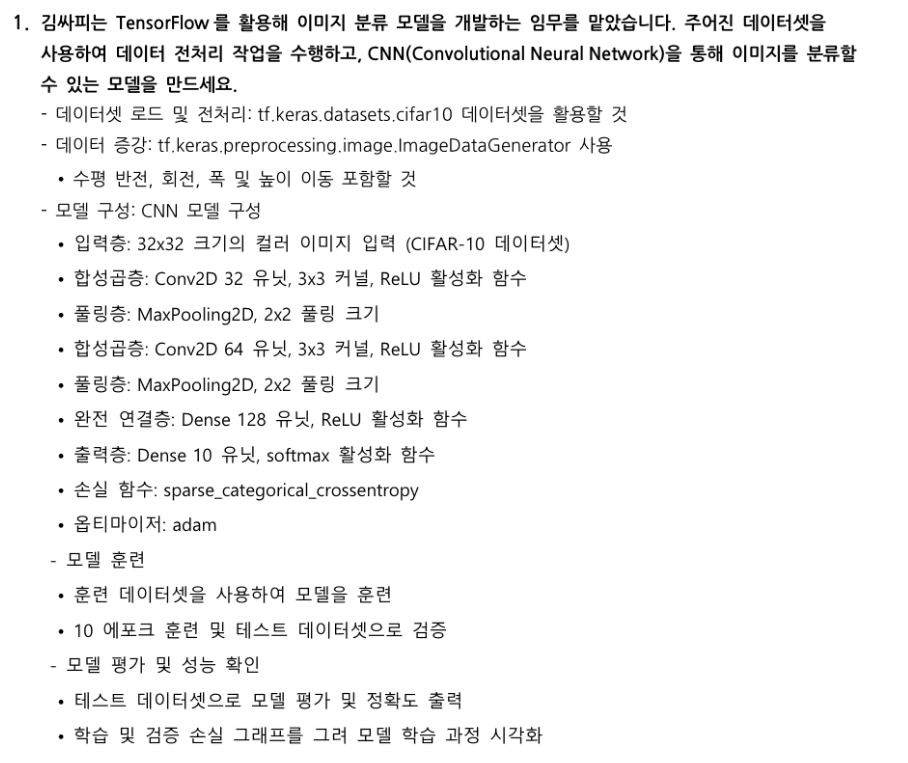 1. 김싸피는 TensorFlow를 활용해 이미지 분류 모델을 개발하는 임무를 맡았습니다. 주어진 데이터셋을
사용하여 데이터 전처리 작업을 수행하고, CNN(Convolutional Neural Network)을 통해 이미지를 분류할
수 있는 모델을 만드세요.
- 데이터셋 로드 및 전처리: tf.keras.datasets.cifar10 데이터셋을 활용할 것
- 데이터 증강: tf.keras.preprocessing.image.ImageDataGenerator 사용
• 수평 반전, 회전, 폭 및 높이 이동 포함할 것
- 모델 구성: CNN 모델 구성
• 입력층: 32x32 크기의 컬러 이미지 입력 (CIFAR-10 데이터셋)
• 합성곱층: Conv2D 32 유닛, 3x3 커널, ReLU 활성화 함수
• 풀링층: MaxPooling2D, 2x2 풀링 크기
• 합성곱층: Conv2D 64 유닛, 3x3 커널, ReLU 활성화 함수
• 풀링층: MaxPooling2D, 2x2 풀링 크기
• 완전 연결층: Dense 128 유닛, ReLU 활성화 함수
• 출력층: Dense 10 유닛, softmax 활성화 함수
• 손실 함수: sparse_categorical_crossentropy
• 옵티마이저: adam
- 모델 훈련
• 훈련 데이터셋을 사용하여 모델을 훈련
• 10 에포크 훈련 및 테스트 데이터셋으로 검증
- 모델 평가 및 성능 확인
• 테스트 데이터셋으로 모델 평가 및 정확도 출력
• 학습 및 검증 손실 그래프를 그려 모델 학습 과정 시각화